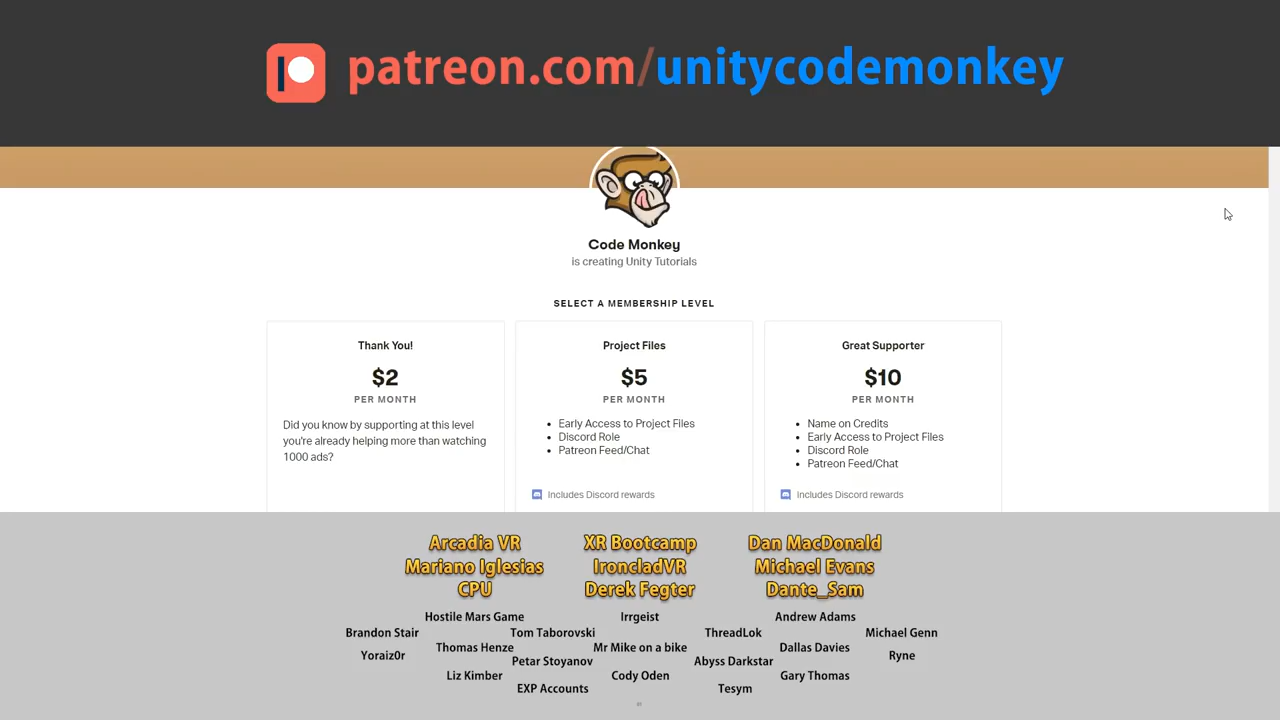 patreon.com/unitycodemonkey
Code Monkey
is creating Unity Tutorials
SELECT A MEMBERSHIP LEVEL
Thank You!
$2
PER MONTH
Did you know by supporting at this level
you're already helping more than watching
1000 ads?
Project Files
$5
PER MONTH
• Early Access to Project Files
• Discord Role
• Patreon Feed/Chat
Includes Discord rewards
Great Supporter
$10
PER MONTH
• Name on Credits
• Early Access to Project Files
• Discord Role
• Patreon Feed/Chat
Includes Discord rewards
Arcadia VR
XR Bootcamp
Dan MacDonald
Mariano Iglesias
IroncladVR
Michael Evans
CPU
Derek Fegter
Dante_Sam
Hostile Mars Game
Irrgeist
Andrew Adams
Brandon Stair
Tom Taborovski
ThreadLok
Michael Genn
Thomas Henze
Mr Mike on a bike
Dallas Davies
Yoraiz0r
Petar Stoyanov
Abyss Darkstar
Ryne
Liz Kimber
Cody Oden
Gary Thomas
EXP Accounts
Tesym